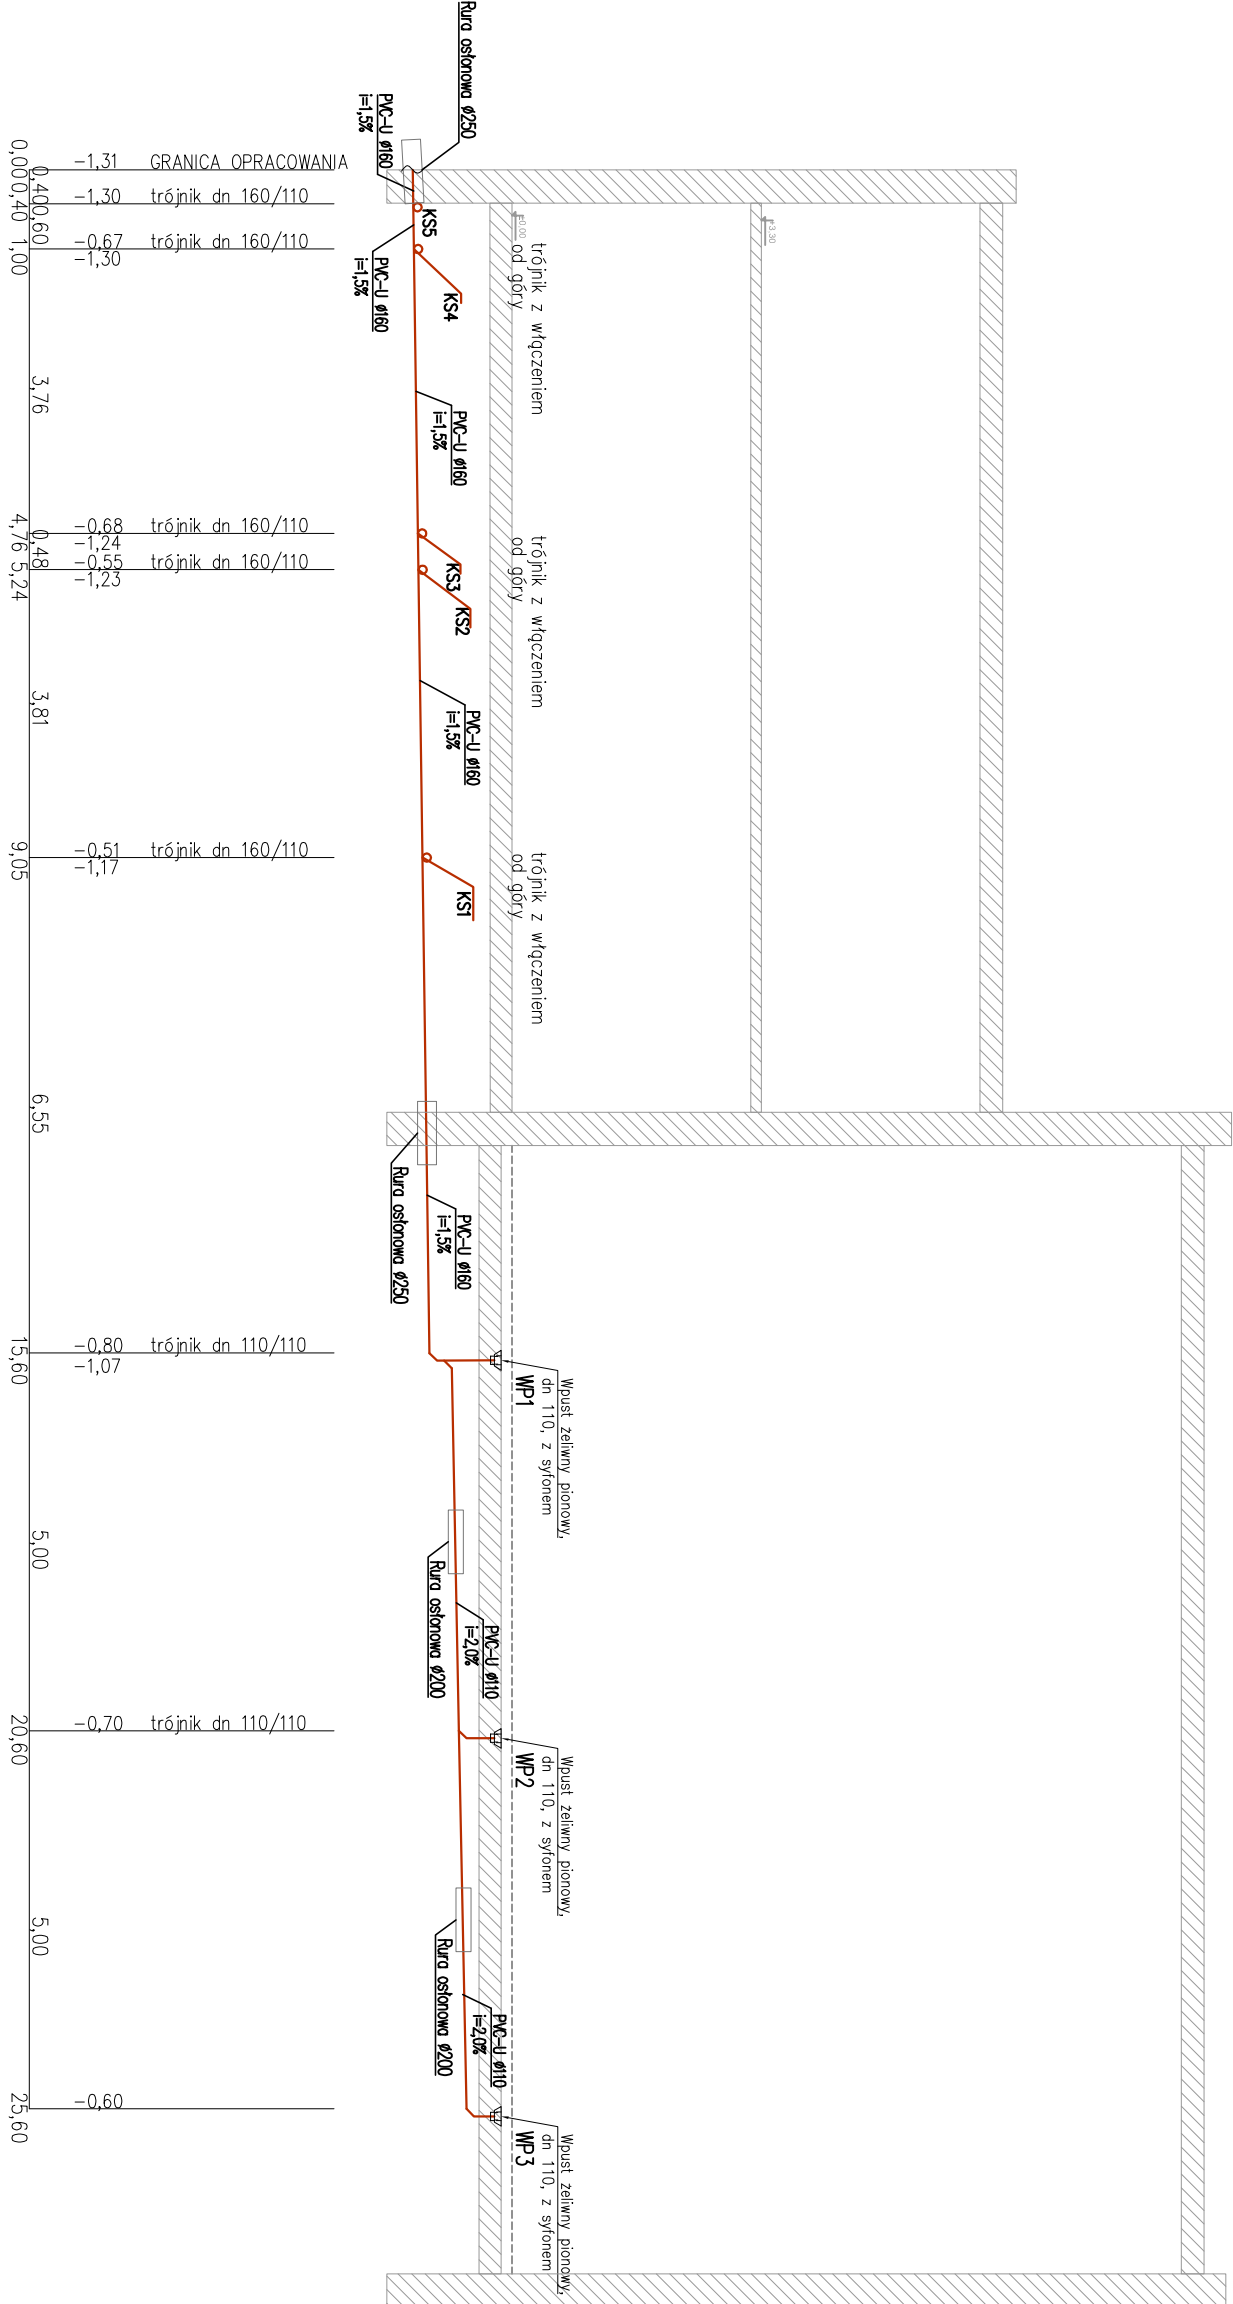 Rura osłonowa Ø250
PVC-U Ø160
i=1,5%
-1,31 GRANICA OPRACOWANIA
-1,30 trójnik dn 160/110
-0,67 trójnik dn 160/110
-1,30
0,00
0,40
0,40
0,60
1,00
KS5
KS4
PVC-U Ø160
i=1,5%
±0.00
+3.30
trójnik z włączeniem
od góry
3,76
PVC-U Ø160
i=1,5%
-0,68 trójnik dn 160/110
-1,24
-0,55 trójnik dn 160/110
-1,23
4,76
0,48
5,24
KS3
KS2
trójnik z włączeniem
od góry
3,81
PVC-U Ø160
i=1,5%
-0,51 trójnik dn 160/110
-1,17
9,05
KS1
trójnik z włączeniem
od góry
6,55
Rura osłonowa Ø250
PVC-U Ø160
i=1,5%
-0,80 trójnik dn 110/110
-1,07
15,60
WP1
Wpust żeliwny pionowy,
dn 110, z syfonem
5,00
Rura osłonowa Ø200
PVC-U Ø110
i=2,0%
-0,70 trójnik dn 110/110
20,60
WP2
Wpust żeliwny pionowy,
dn 110, z syfonem
5,00
Rura osłonowa Ø200
PVC-U Ø110
i=2,0%
-0,60
25,60
WP3
Wpust żeliwny pionowy,
dn 110, z syfonem